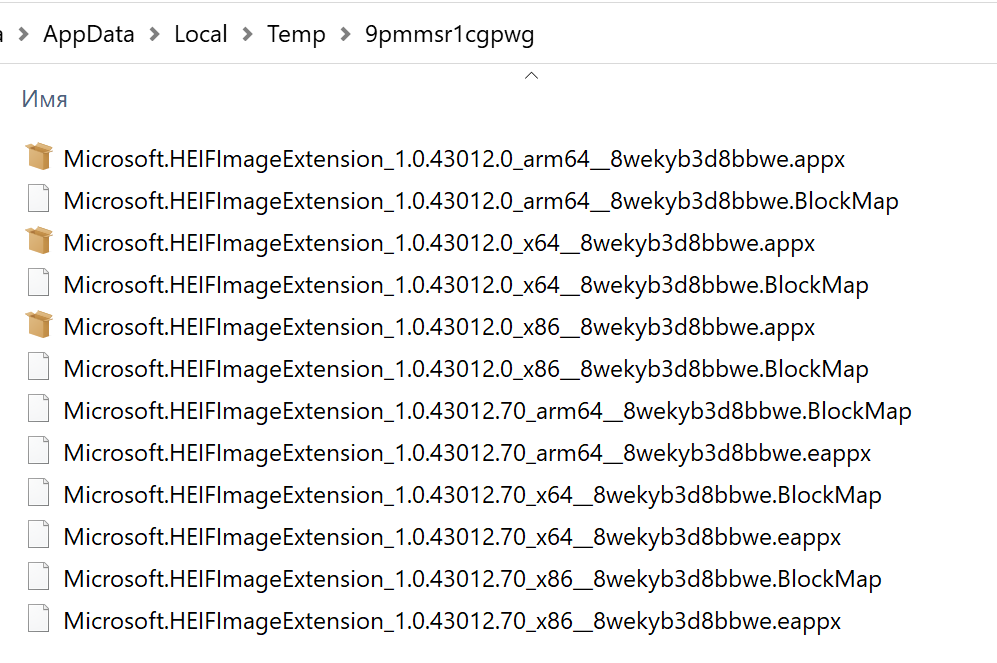 AppData > Local > Temp > 9pmmsr1cgpwg
Имя
Microsoft.HEIFImageExtension_1.0.43012.0_arm64__8wekyb3d8bbwe.appx
Microsoft.HEIFImageExtension_1.0.43012.0_arm64__8wekyb3d8bbwe.BlockMap
Microsoft.HEIFImageExtension_1.0.43012.0_x64__8wekyb3d8bbwe.appx
Microsoft.HEIFImageExtension_1.0.43012.0_x64__8wekyb3d8bbwe.BlockMap
Microsoft.HEIFImageExtension_1.0.43012.0_x86__8wekyb3d8bbwe.appx
Microsoft.HEIFImageExtension_1.0.43012.0_x86__8wekyb3d8bbwe.BlockMap
Microsoft.HEIFImageExtension_1.0.43012.70_arm64__8wekyb3d8bbwe.BlockMap
Microsoft.HEIFImageExtension_1.0.43012.70_arm64__8wekyb3d8bbwe.eappx
Microsoft.HEIFImageExtension_1.0.43012.70_x64__8wekyb3d8bbwe.BlockMap
Microsoft.HEIFImageExtension_1.0.43012.70_x64__8wekyb3d8bbwe.eappx
Microsoft.HEIFImageExtension_1.0.43012.70_x86__8wekyb3d8bbwe.BlockMap
Microsoft.HEIFImageExtension_1.0.43012.70_x86__8wekyb3d8bbwe.eappx